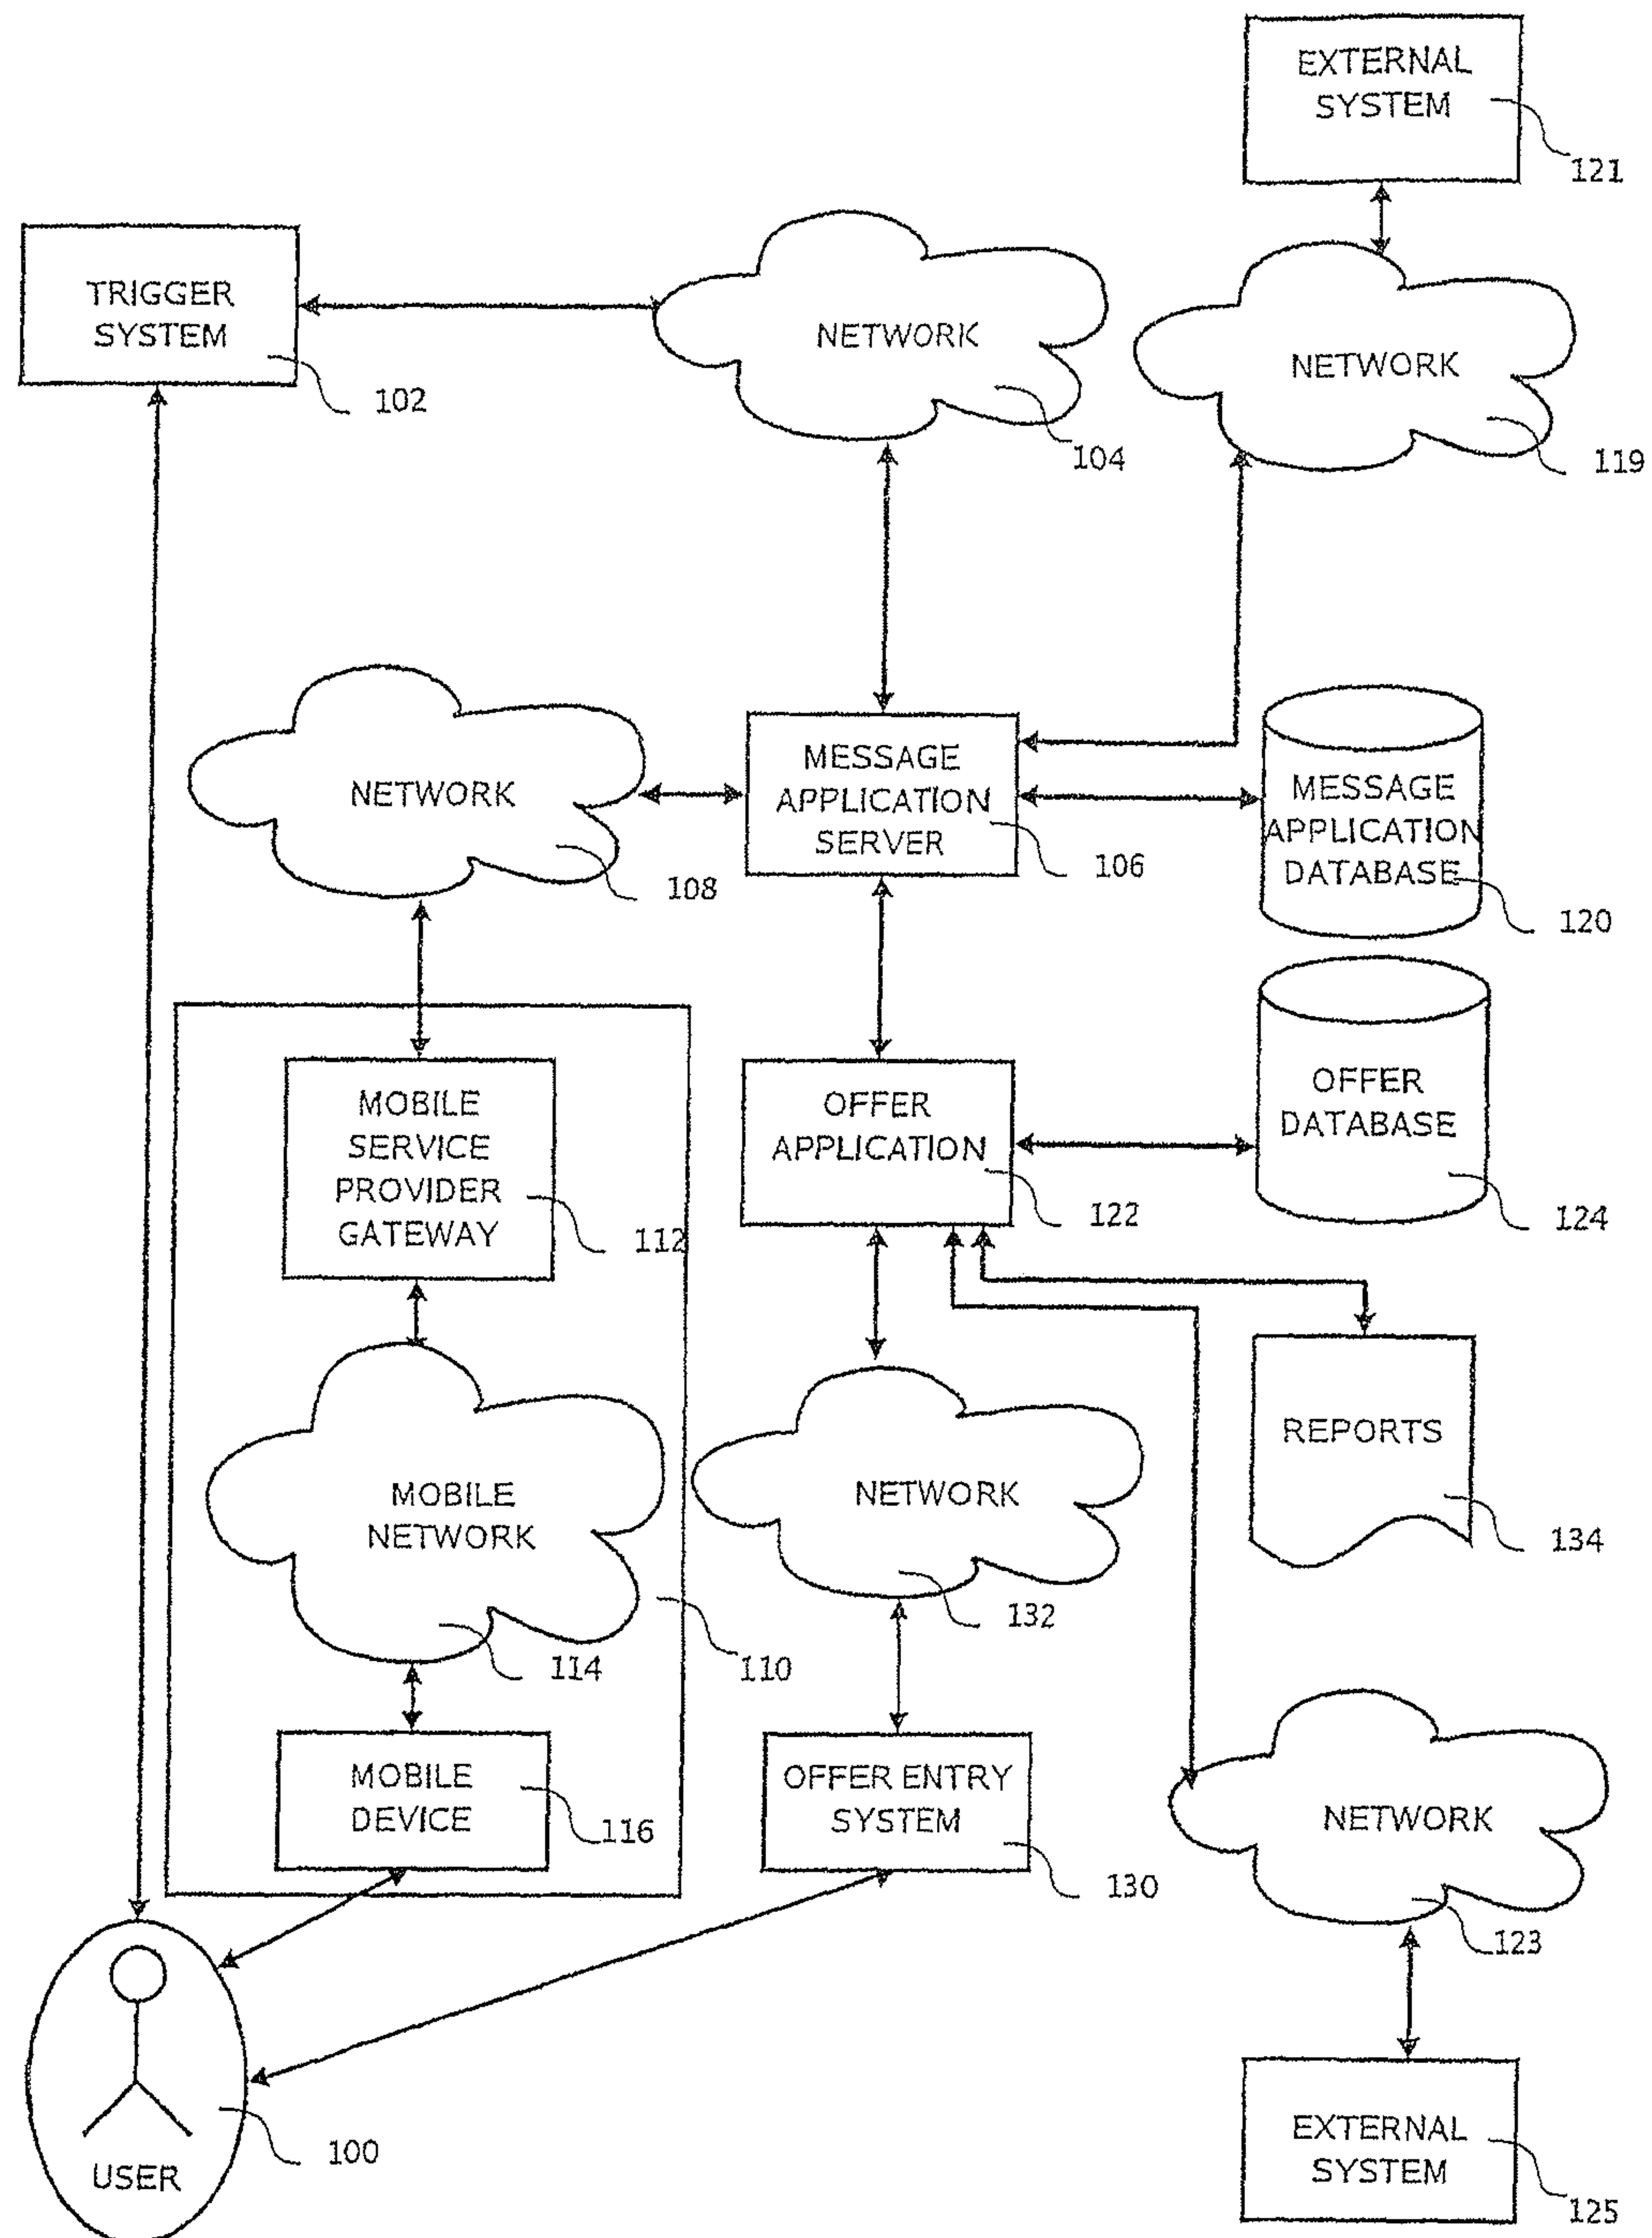 EXTERNAL
SYSTEM
121
TRIGGER
SYSTEM
102
NETWORK
104
NETWORK
119
NETWORK
108
MESSAGE
APPLICATION
SERVER
106
MESSAGE
APPLICATION
DATABASE
120
MOBILE
SERVICE
PROVIDER
GATEWAY
112
OFFER
APPLICATION
122
OFFER
DATABASE
124
MOBILE
NETWORK
114
110
NETWORK
132
REPORTS
134
MOBILE
DEVICE
116
OFFER ENTRY
SYSTEM
130
NETWORK
123
USER
100
EXTERNAL
SYSTEM
125